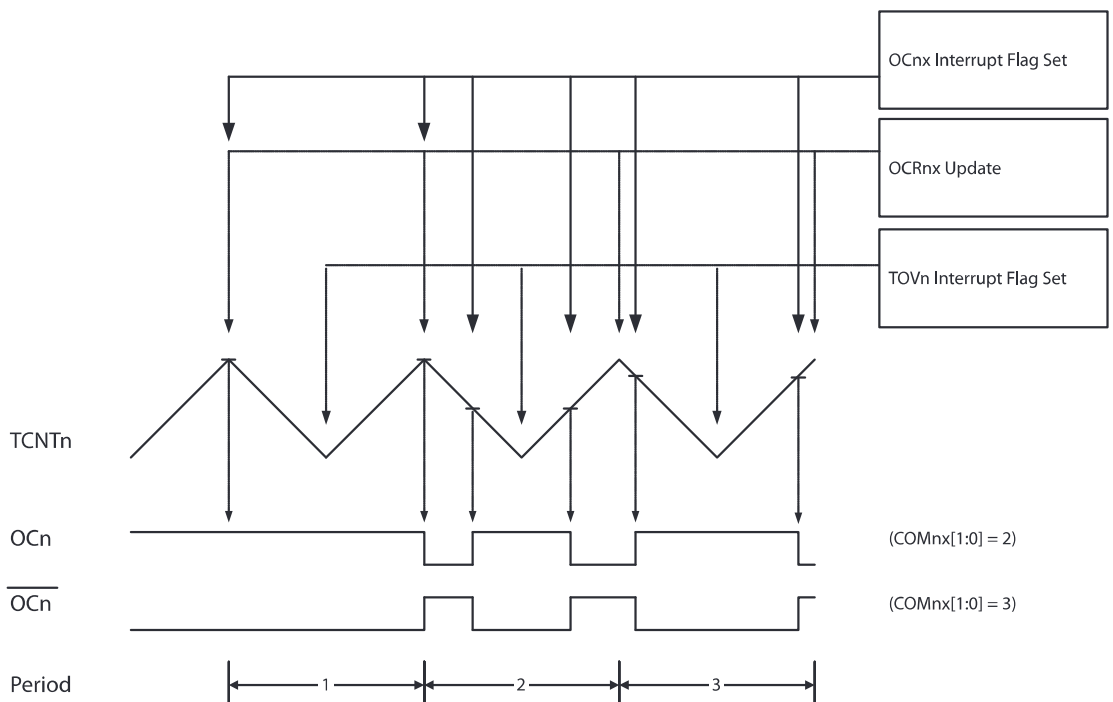 OCnx Interrupt Flag Set
OCRnx Update
TOVn Interrupt Flag Set
TCNTn
OCn
(COMnx[1:0] = 2)
OCn
(COMnx[1:0] = 3)
Period
1
2
3